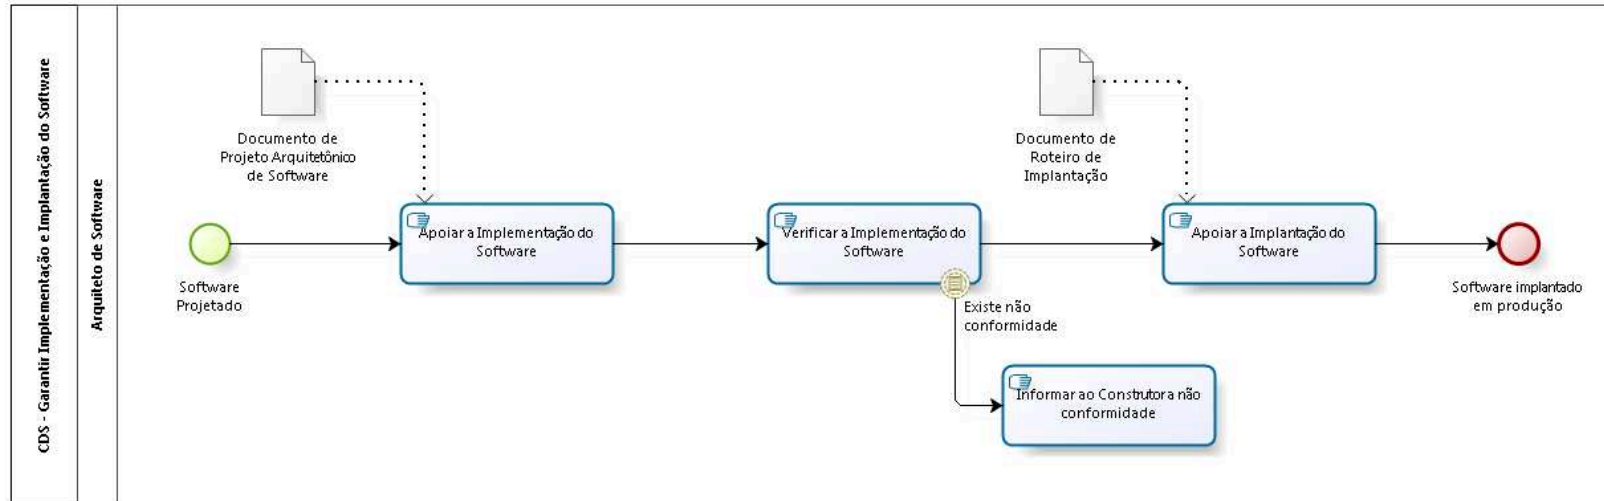 CDS - Garantir Implementação e Implantação do Software
Arquiteto de Software
Documento de
Projeto Arquitetônico
de Software
Documento de
Roteiro de
Implantação
Apoiar a Implementação do
Software
Verificar a Implementação do
Software
Apoiar a Implantação do
Software
Software
Projetado
Existe não
conformidade
Software implantado
em produção
Informar ao Construtor a não
conformidade